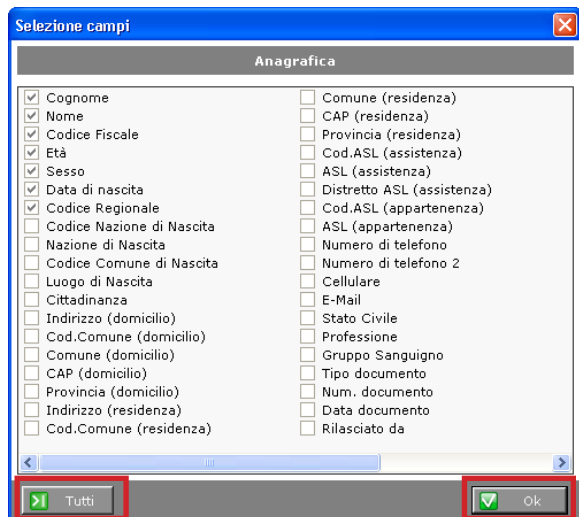 Selezione campi
Anagrafica
Cognome
Nome
Codice Fiscale
Età
Sesso
Data di nascita
Codice Regionale
Codice Nazione di Nascita
Nazione di Nascita
Codice Comune di Nascita
Luogo di Nascita
Cittadinanza
Indirizzo (domicilio)
Cod.Comune (domicilio)
Comune (domicilio)
CAP (domicilio)
Provincia (domicilio)
Indirizzo (residenza)
Cod.Comune (residenza)
Comune (residenza)
CAP (residenza)
Provincia (residenza)
Cod.ASL (assistenza)
ASL (assistenza)
Distretto ASL (assistenza)
Cod.ASL (appartenenza)
ASL (appartenenza)
Numero di telefono
Numero di telefono 2
Cellulare
E-Mail
Stato Civile
Professione
Gruppo Sanguigno
Tipo documento
Num. documento
Data documento
Rilasciato da
Tutti
Ok